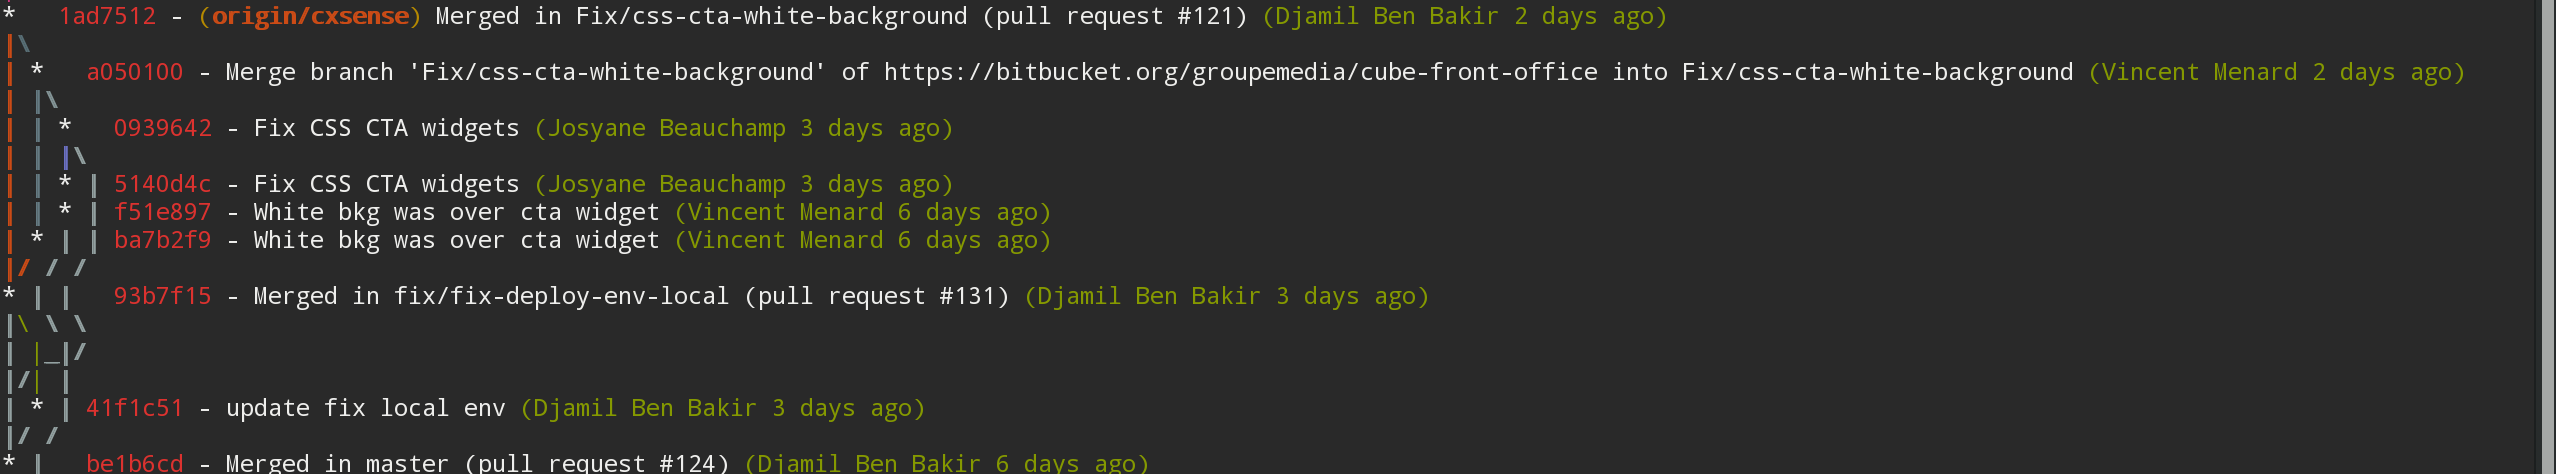 *   1ad7512 - (origin/cxsense) Merged in Fix/css-cta-white-background (pull request #121) (Djamil Ben Bakir 2 days ago)
|\
| *   a050100 - Merge branch 'Fix/css-cta-white-background' of https://bitbucket.org/groupemedia/cube-front-office into Fix/css-cta-white-background (Vincent Menard 2 days ago)
| |\
| | *   0939642 - Fix CSS CTA widgets (Josyane Beauchamp 3 days ago)
| | |\
| | * | 5140d4c - Fix CSS CTA widgets (Josyane Beauchamp 3 days ago)
| | * | f51e897 - White bkg was over cta widget (Vincent Menard 6 days ago)
| * | | ba7b2f9 - White bkg was over cta widget (Vincent Menard 6 days ago)
|/ / /
* | |   93b7f15 - Merged in fix/fix-deploy-env-local (pull request #131) (Djamil Ben Bakir 3 days ago)
|\ \ \
| |_|/
|/| |
| * | 41f1c51 - update fix local env (Djamil Ben Bakir 3 days ago)
|/ /
* |   be1b6cd - Merged in master (pull request #124) (Djamil Ben Bakir 6 days ago)